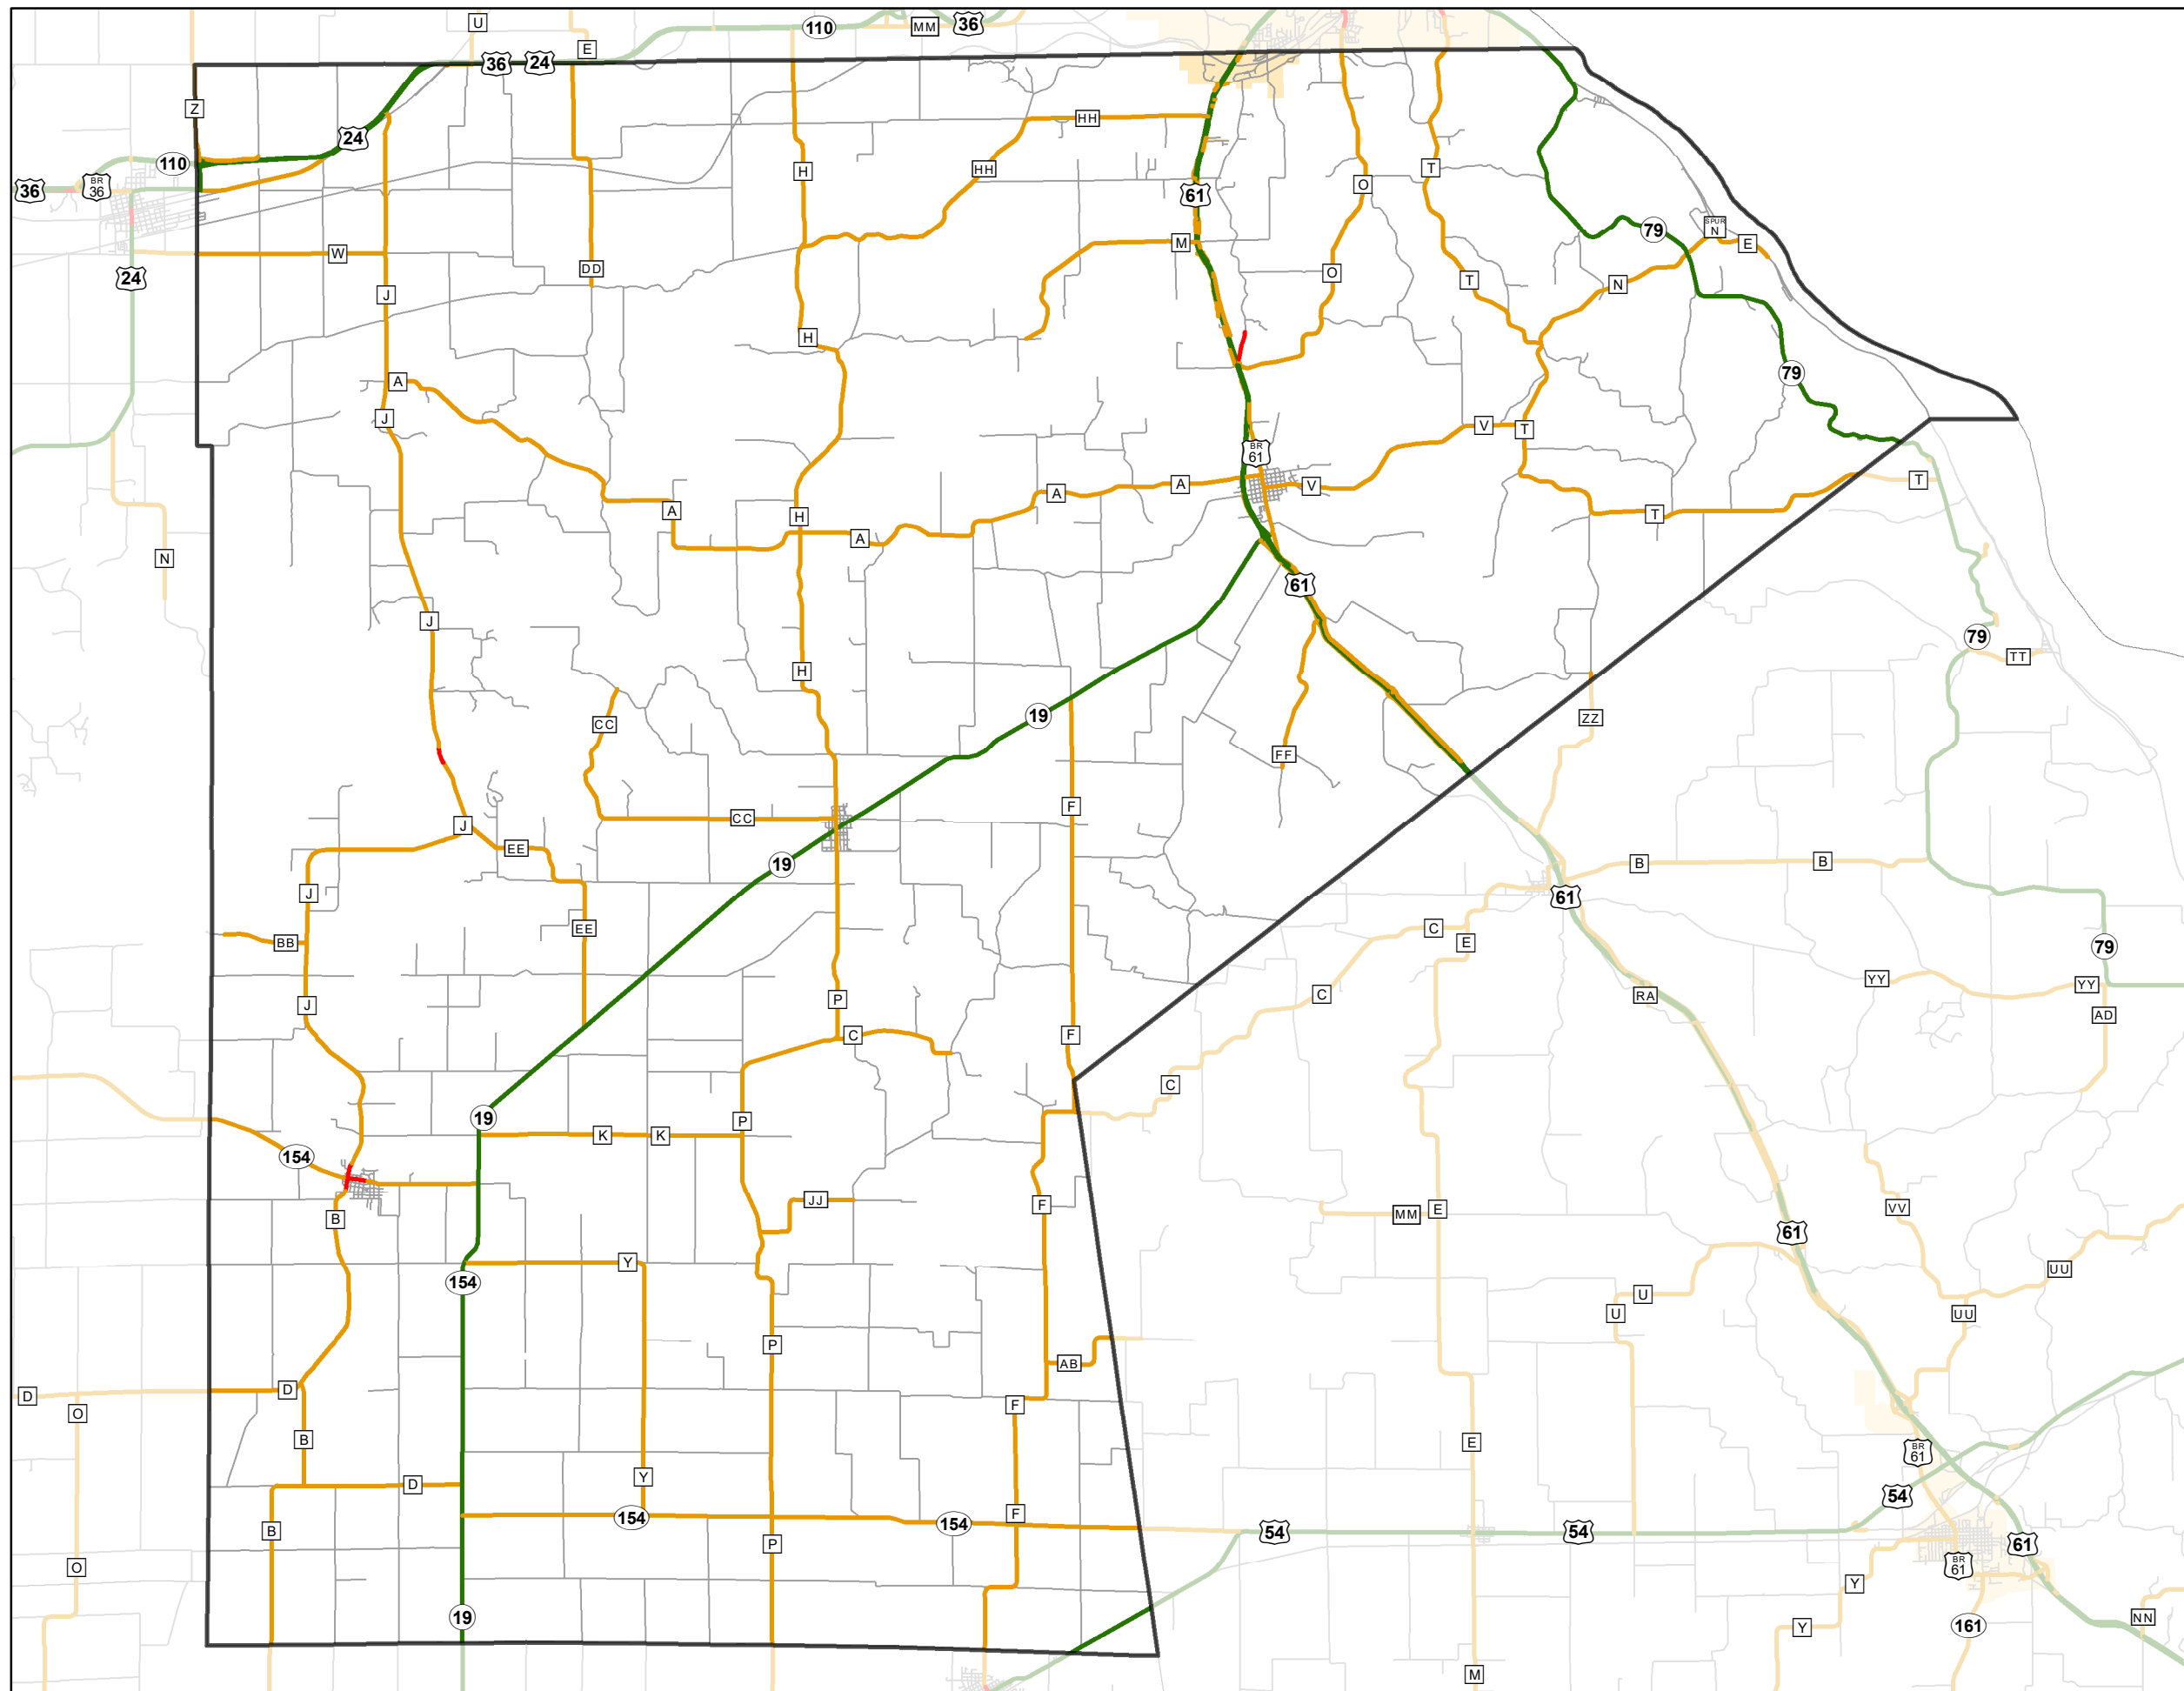 U
110
MM
36
E
36
24
Z
24
110
HH
H
HH
T
36
BR
36
O
61
79
SPUR
N
M
E
W
24
DD
O
T
N
J
H
79
A
J
V
T
BR
61
A
V
T
A
A
H
T
A
N
61
J
79
TT
H
19
ZZ
CC
FF
F
CC
J
EE
B
B
19
J
61
EE
C
E
BB
79
YY
YY
C
RA
P
J
AD
C
F
C
19
P
K
K
154
JJ
F
VV
E
MM
B
61
Y
UU
154
U
U
UU
P
AB
D
D
F
O
B
E
BR
61
Y
D
54
F
154
154
B
54
54
61
P
BR
61
O
Y
19
NN
161
Y
M